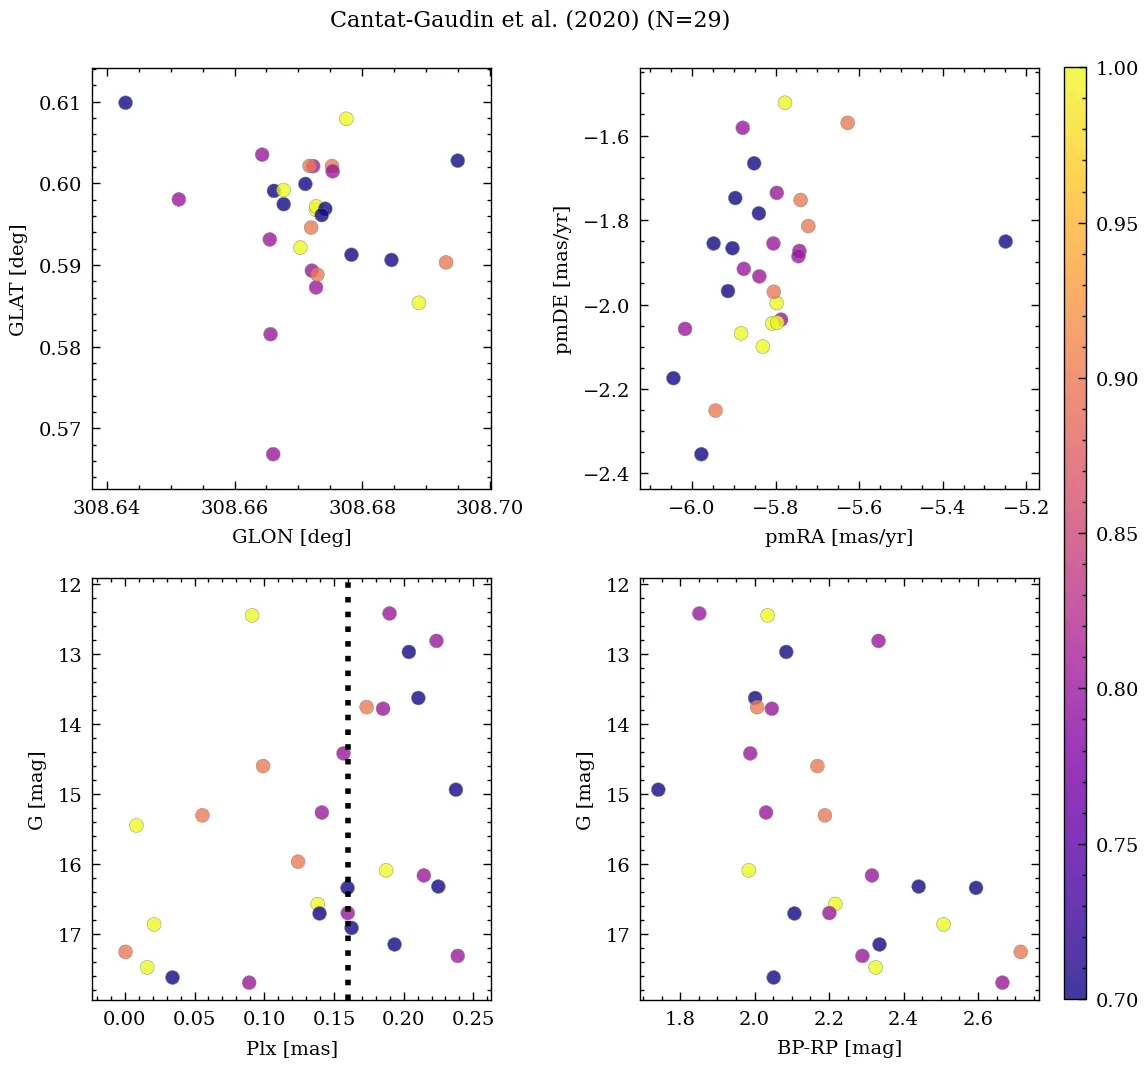 Cantat-Gaudin et al. (2020) (N=29)
0.61
0.60
0.59
0.58
0.57
GLAT [deg]
308.64 308.66 308.68 308.70
GLON [deg]
−1.6
−1.8
−2.0
−2.2
−2.4
pmDE [mas/yr]
−6.0 −5.8 −5.6 −5.4 −5.2
pmRA [mas/yr]
12
13
14
15
16
17
G [mag]
0.00 0.05 0.10 0.15 0.20 0.25
Plx [mas]
12
13
14
15
16
17
G [mag]
1.8 2.0 2.2 2.4 2.6
BP-RP [mag]
1.00
0.95
0.90
0.85
0.80
0.75
0.70